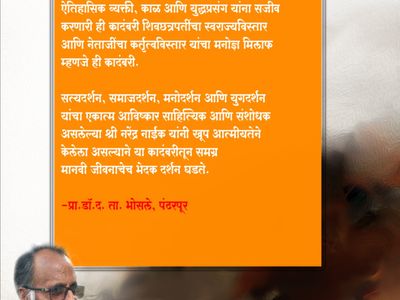 ऐतिहासिक व्यक्ती, काळ आणि युद्धप्रसंग यांना सजीव
करणारी ही कादंबरी शिवछत्रपतींचा स्वराज्यविस्तार
आणि नेताजींचा कर्तृत्वविस्तार यांचा मनोज्ञ मिलाफ
म्हणजे ही कादंबरी.
सत्यदर्शन, समाजदर्शन, मनोदर्शन आणि युगदर्शन
यांचा एकात्म आविष्कार साहित्यिक आणि संशोधक
असलेल्या श्री नरेंद्र नाईक यांनी खूप आत्मीयतेने
केलेला असल्याने या कादंबरीतून समग्र
मानवी जीवनाचेच भेदक दर्शन घडते.
-प्रा.डॉ.द. ता. भोसले, पंढरपूर